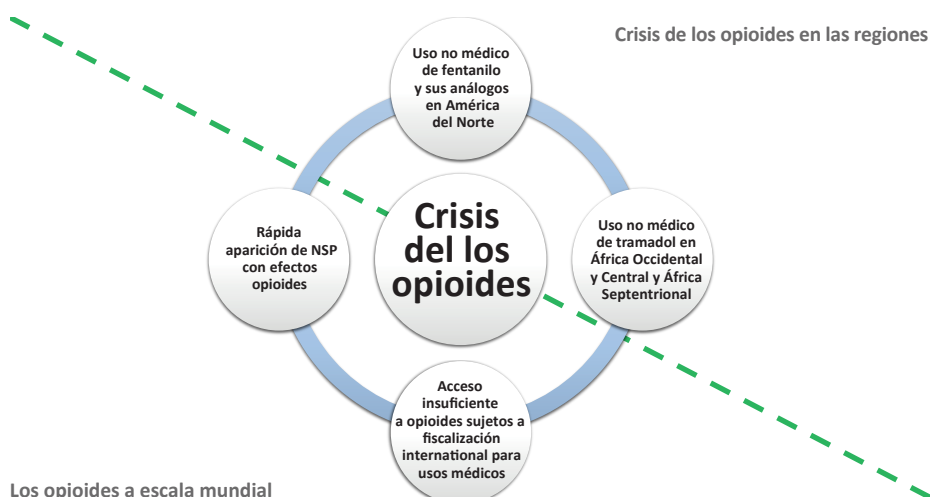 Crisis de los opioides en las regiones
Uso no médico
de fentanilo
y sus análogos
en América
del Norte
Rápida
aparición de NSP
con efectos
opioides
Crisis
del los
opioides
Uso no médico
de tramadol en
África Occidental
y Central y África
Septentrional
Acceso
insuficiente
a opioides sujetos a
fiscalización
international para
usos médicos
Los opioides a escala mundial